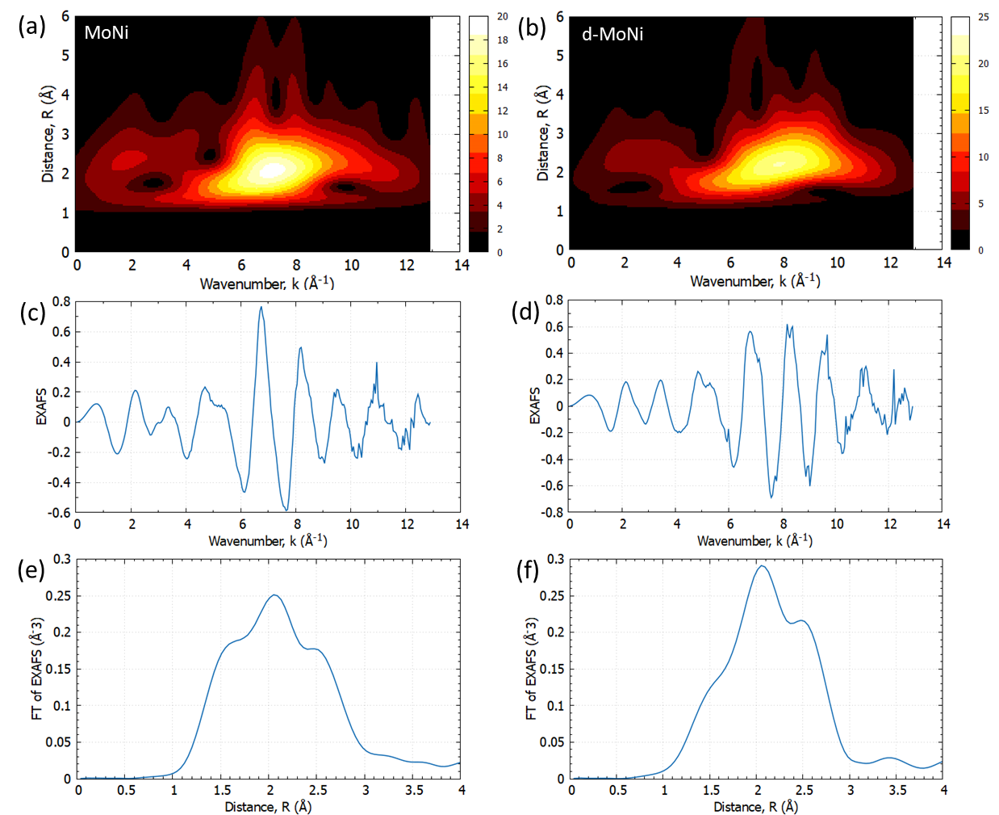 (a)
MoNi
6
5
4
3
2
1
0
Distance, R (Å)
0 2 4 6 8 10 12 14
Wavenumber, k (Å-1)
20
18
16
14
12
10
8
6
4
2
0
(b)
d-MoNi
6
5
4
3
2
1
0
Distance, R (Å)
0 2 4 6 8 10 12 14
Wavenumber, k (Å-1)
25
20
15
10
5
0
(c)
0.8
0.6
0.4
0.2
0
-0.2
-0.4
-0.6
EXAFS
0 2 4 6 8 10 12 14
Wavenumber, k (Å-1)
(d)
0.8
0.6
0.4
0.2
0
-0.2
-0.4
-0.6
-0.8
EXAFS
0 2 4 6 8 10 12 14
Wavenumber, k (Å-1)
(e)
0.3
0.25
0.2
0.15
0.1
0.05
0
FT of EXAFS (Å-3)
0 0.5 1 1.5 2 2.5 3 3.5 4
Distance, R (Å)
(f)
0.3
0.25
0.2
0.15
0.1
0.05
0
FT of EXAFS (Å-3)
0 0.5 1 1.5 2 2.5 3 3.5 4
Distance, R (Å)